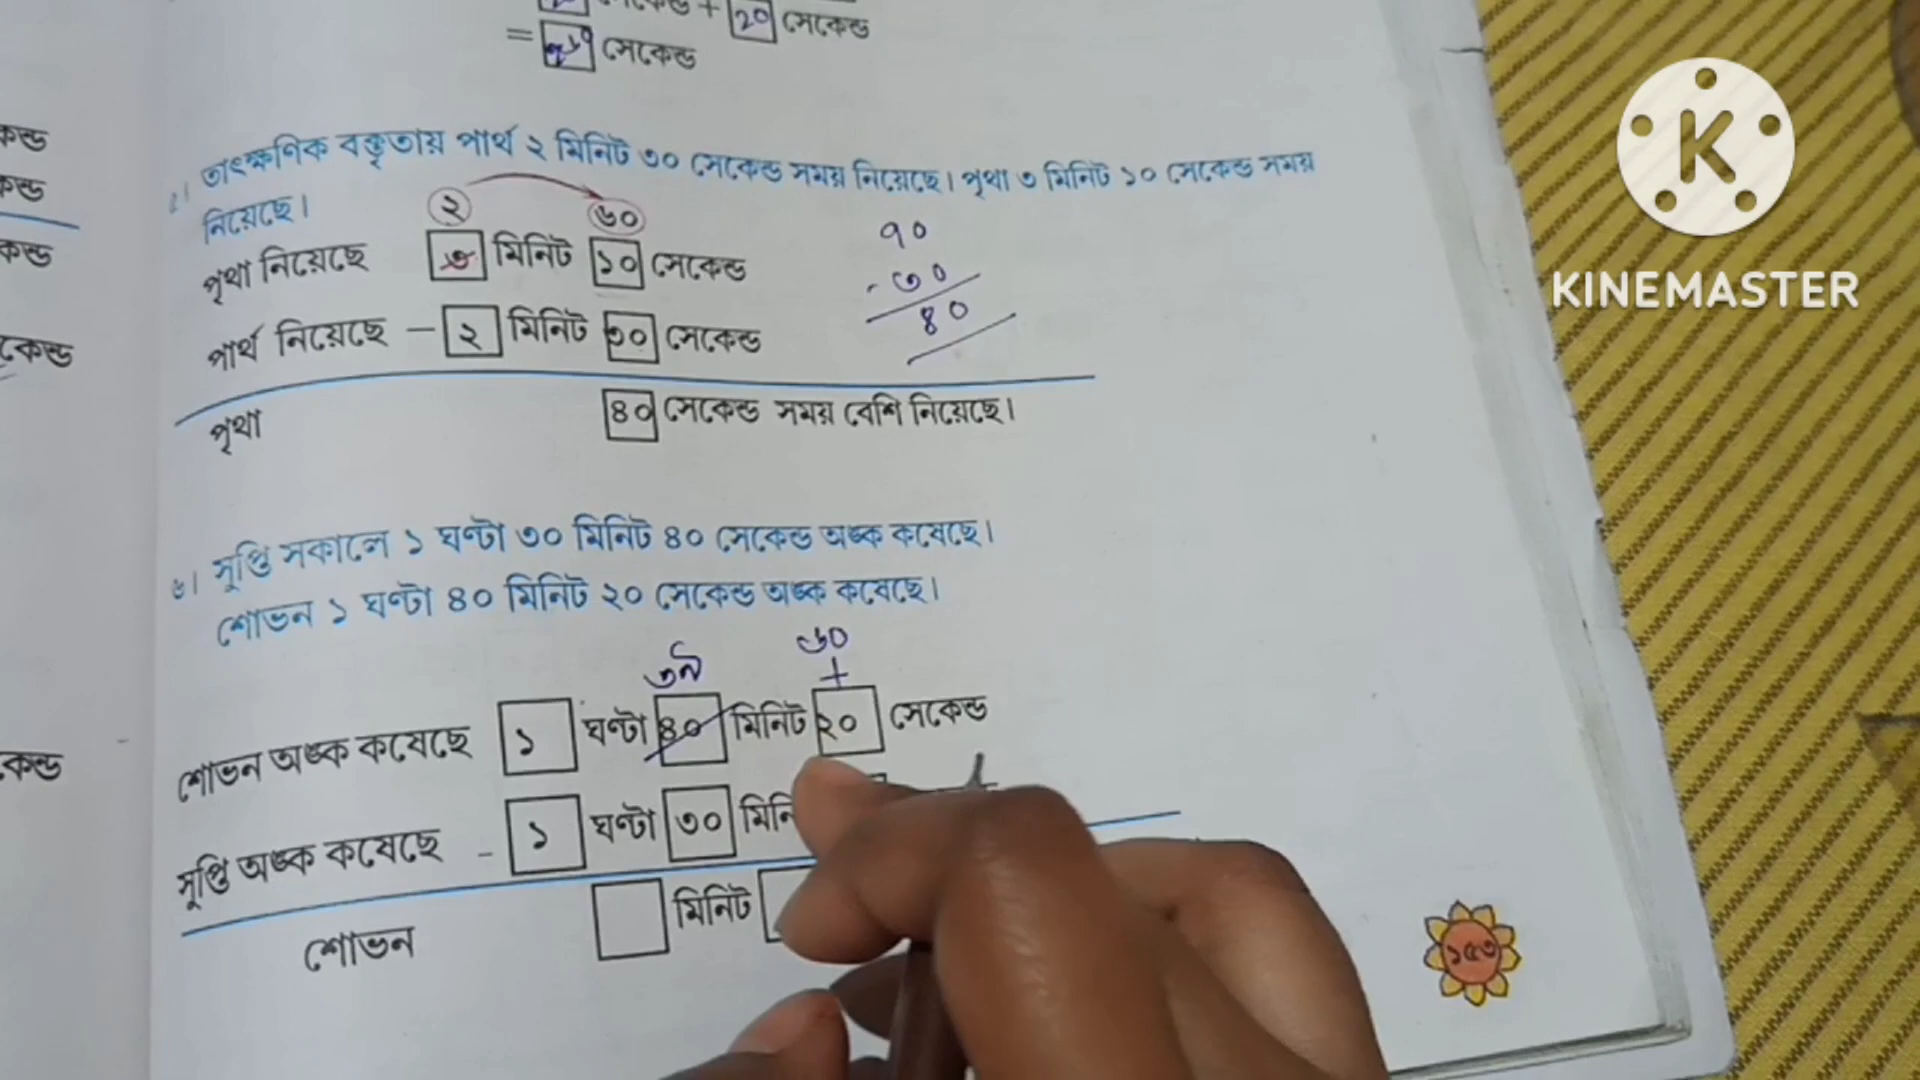 সেকেন্ড + ২০ সেকেন্ড
= সেকেন্ড
কেন্ড
কেন্ড
কেন্ড
কেন্ড
কেন্ড
৫। তাৎক্ষণিক বক্তৃতায় পার্থ ২ মিনিট ৩০ সেকেন্ড সময় নিয়েছে। পৃথা ৩ মিনিট ১০ সেকেন্ড সময়
নিয়েছে।
২ ৬০
পৃথা নিয়েছে ৩ মিনিট ১০ সেকেন্ড
পার্থ নিয়েছে – ২ মিনিট ৩০ সেকেন্ড
পৃথা ৪০ সেকেন্ড সময় বেশি নিয়েছে।
৭০
- ৩০
৪০
৬। সুপ্তি সকালে ১ ঘণ্টা ৩০ মিনিট ৪০ সেকেন্ড অঙ্ক কষেছে।
শোভন ১ ঘণ্টা ৪০ মিনিট ২০ সেকেন্ড অঙ্ক কষেছে।
৩৯ ৬০
+
শোভন অঙ্ক কষেছে ১ ঘণ্টা ৪০ মিনিট ২০ সেকেন্ড
সুপ্তি অঙ্ক কষেছে - ১ ঘণ্টা ৩০ মিনি
শোভন মিনিট
১৫৩
KINEMASTER